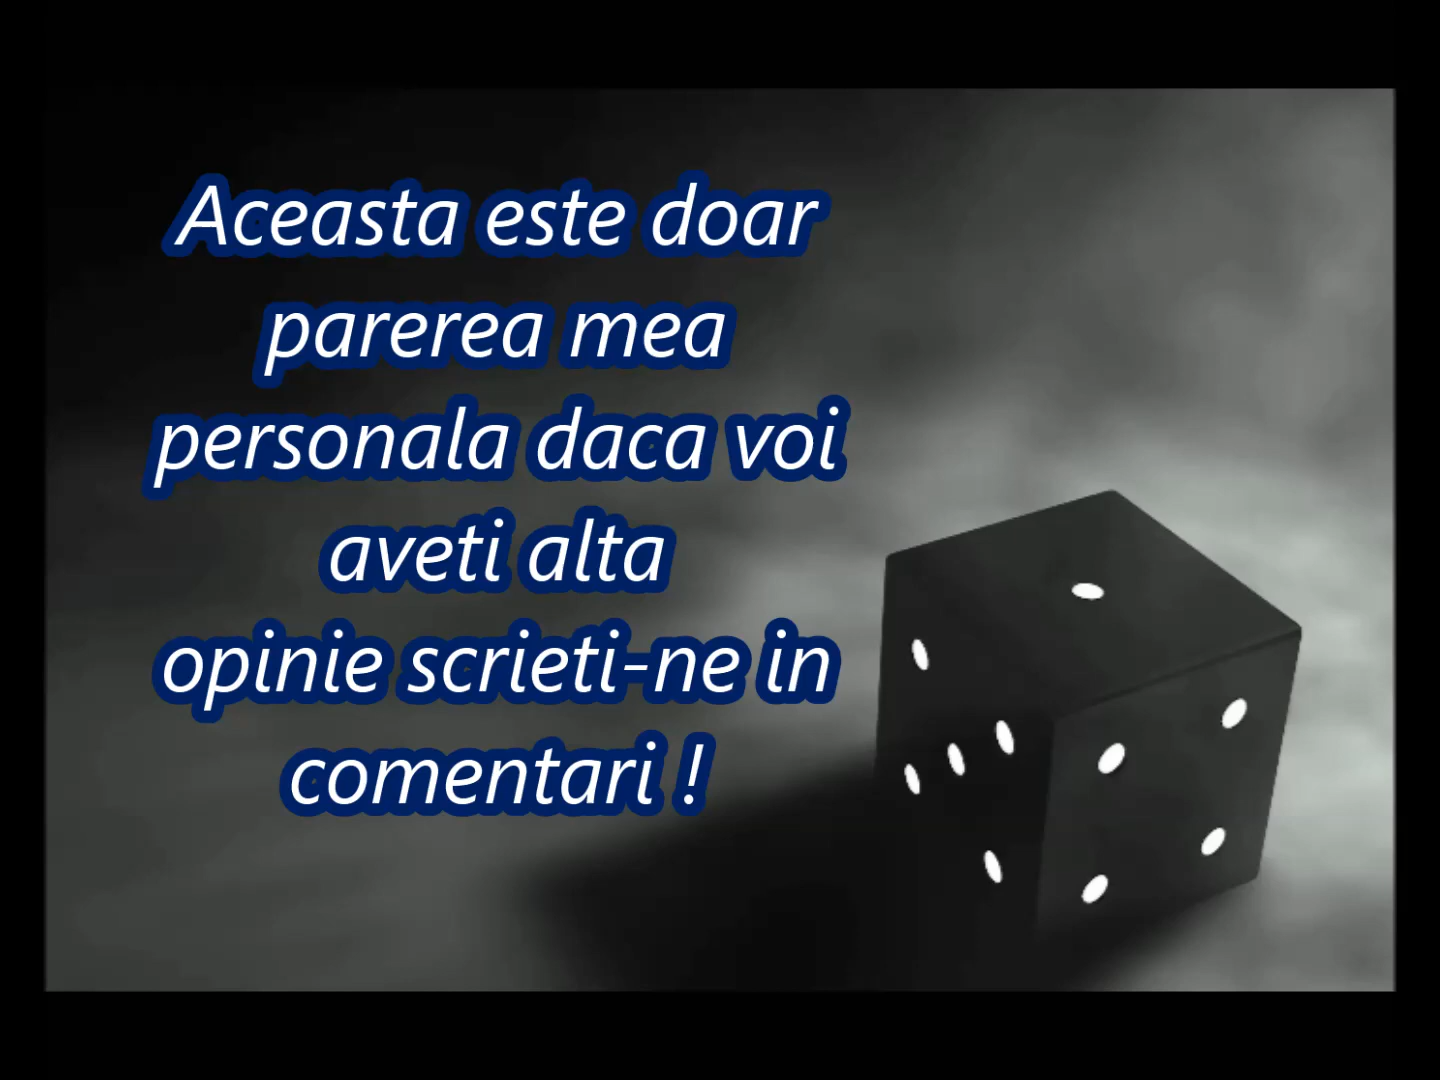 Aceasta este doar
parerea mea
personala daca voi
aveti alta
opinie scrieti-ne in
comentari !